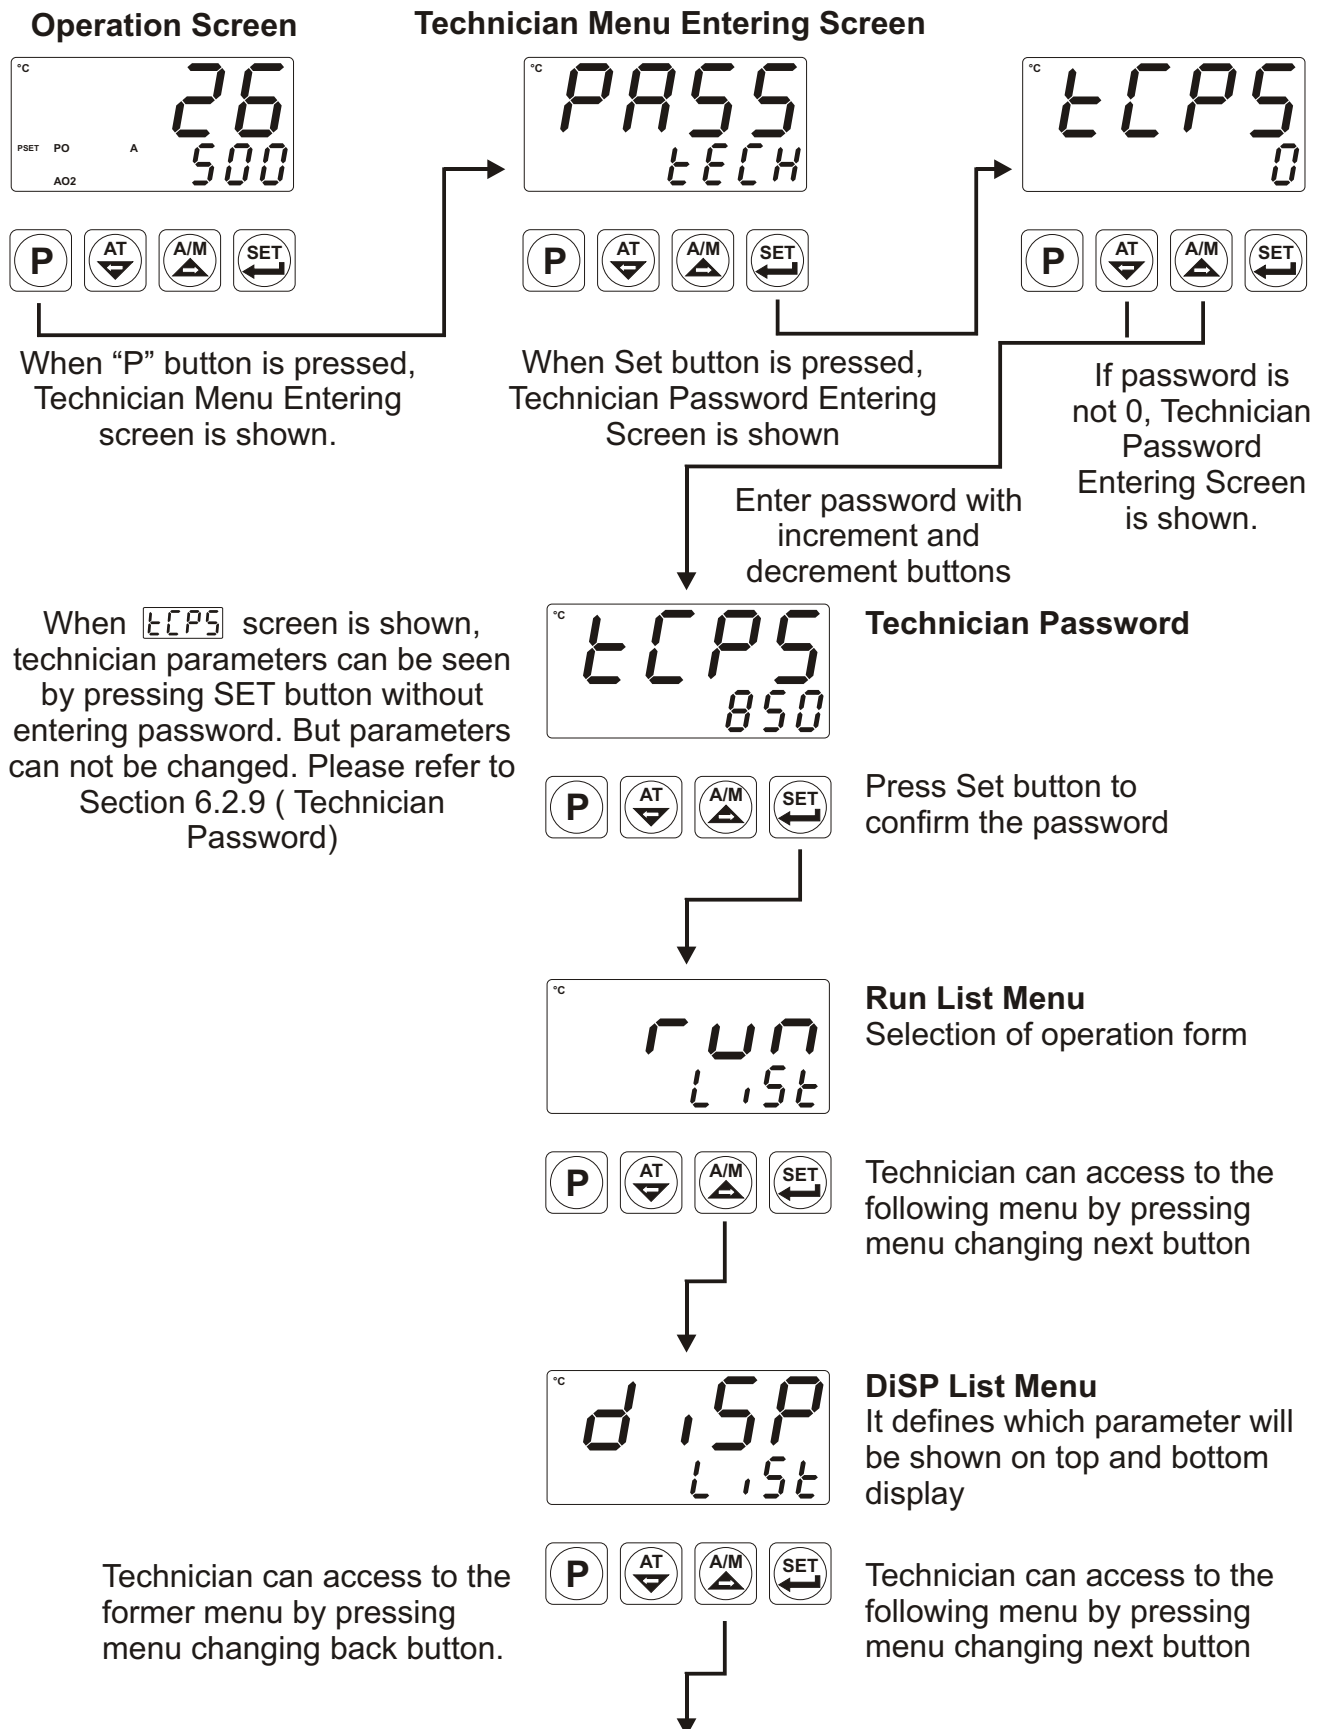 Operation Screen
Technician Menu Entering Screen
°C
26
PSET PO A
500
AO2
°C
PASS
tECH
°C
tCPS
0
P AT A/M SET
P AT A/M SET
P AT A/M SET
When “P” button is pressed,
Technician Menu Entering
screen is shown.
When Set button is pressed,
Technician Password Entering
Screen is shown
If password is
not 0, Technician
Password
Entering Screen
is shown.
Enter password with
increment and
decrement buttons
When tCPS screen is shown,
technician parameters can be seen
by pressing SET button without
entering password. But parameters
can not be changed. Please refer to
Section 6.2.9 ( Technician
Password)
°C
tCPS
850
Technician Password
P AT A/M SET
Press Set button to
confirm the password
°C
run
LiSt
Run List Menu
Selection of operation form
P AT A/M SET
Technician can access to the
following menu by pressing
menu changing next button
°C
diSP
LiSt
DiSP List Menu
It defines which parameter will
be shown on top and bottom
display
Technician can access to the
former menu by pressing
menu changing back button.
P AT A/M SET
Technician can access to the
following menu by pressing
menu changing next button